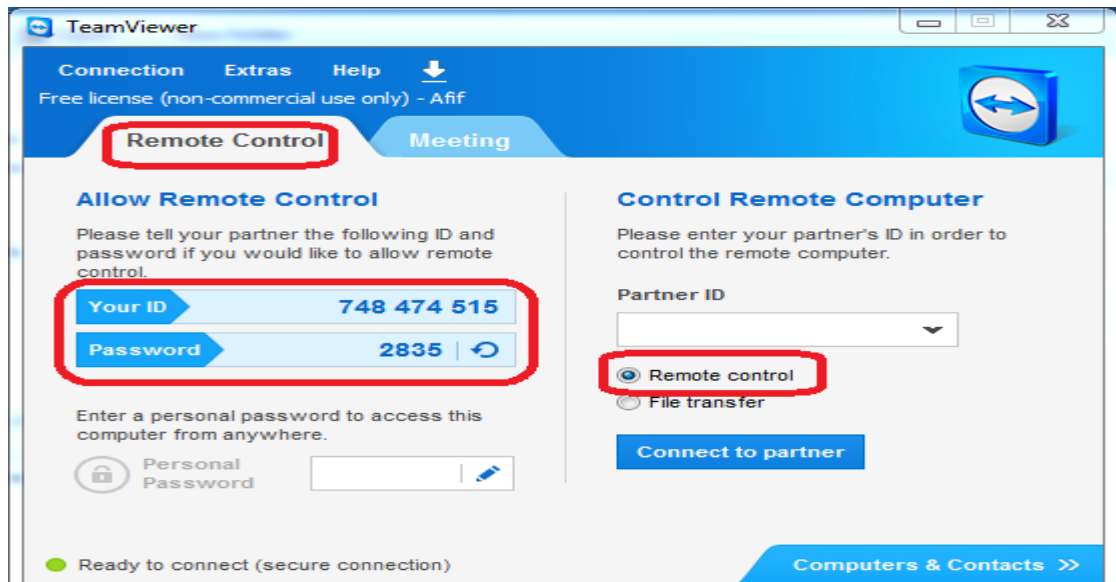 TeamViewer
Connection Extras Help
Free license (non-commercial use only) - Afif
Remote Control Meeting
Allow Remote Control
Please tell your partner the following ID and
password if you would like to allow remote
control.
Your ID 748 474 515
Password 2835
Enter a personal password to access this
computer from anywhere.
Personal
Password
Control Remote Computer
Please enter your partner's ID in order to
control the remote computer.
Partner ID
Remote control
File transfer
Connect to partner
Ready to connect (secure connection)
Computers & Contacts >>